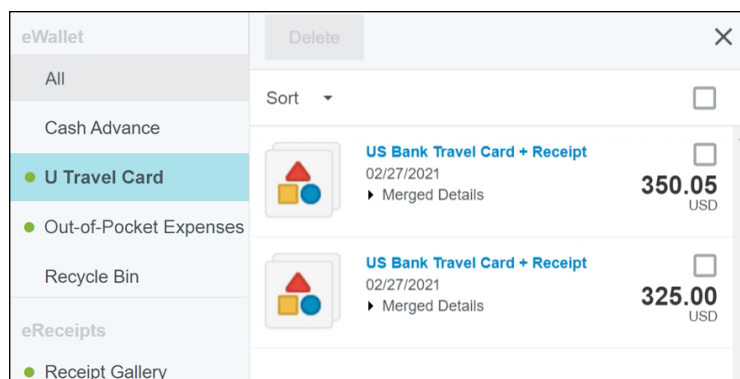 eWallet
All
Cash Advance
U Travel Card
Out-of-Pocket Expenses
Recycle Bin
eReceipts
Receipt Gallery
Delete
Sort
US Bank Travel Card + Receipt
02/27/2021
Merged Details
350.05
USD
US Bank Travel Card + Receipt
02/27/2021
Merged Details
325.00
USD